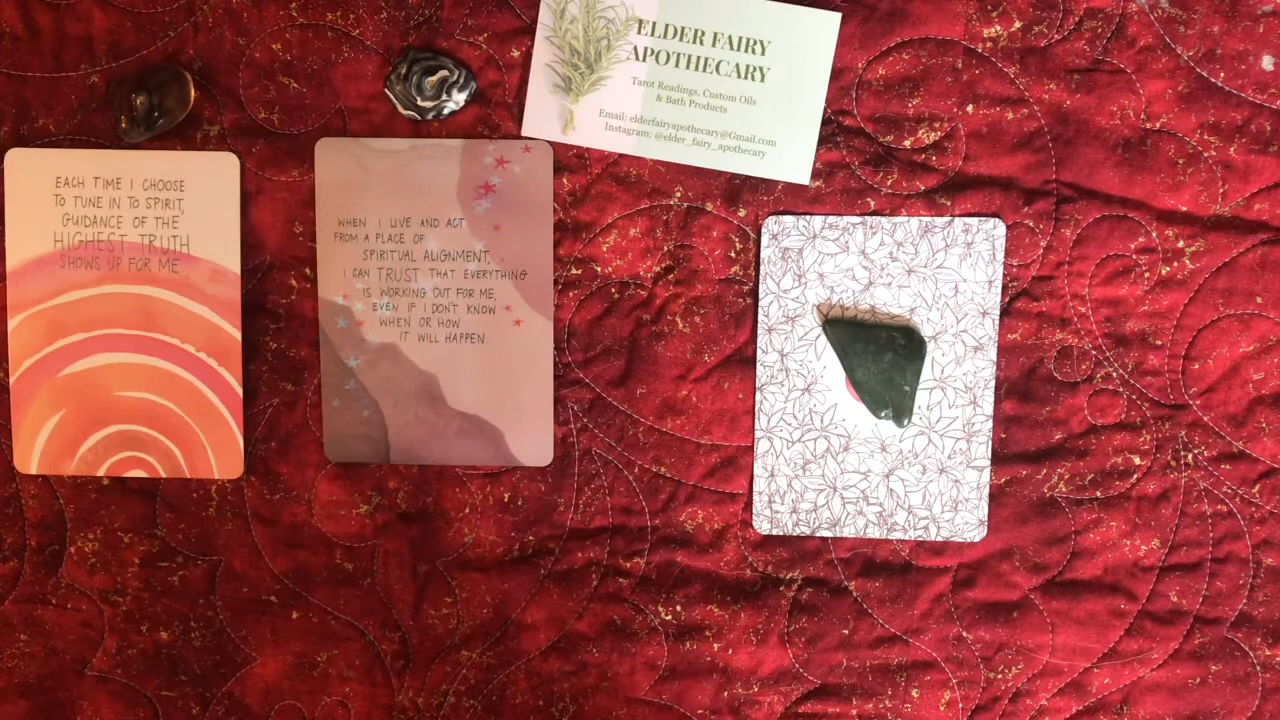 EACH TIME I CHOOSE
TO TUNE IN TO SPIRIT,
GUIDANCE OF THE
HIGHEST TRUTH
SHOWS UP FOR ME
WHEN I LIVE AND ACT
FROM A PLACE OF
SPIRITUAL ALIGNMENT,
I CAN TRUST THAT EVERYTHING
IS WORKING OUT FOR ME,
EVEN IF I DON'T KNOW
WHEN OR HOW
IT WILL HAPPEN
ELDER FAIRY
APOTHECARY
Tarot Readings, Custom Oils
& Bath Products
Email: elderfairyapothecary@Gmail.com
Instagram: @elder_fairy_apothecary